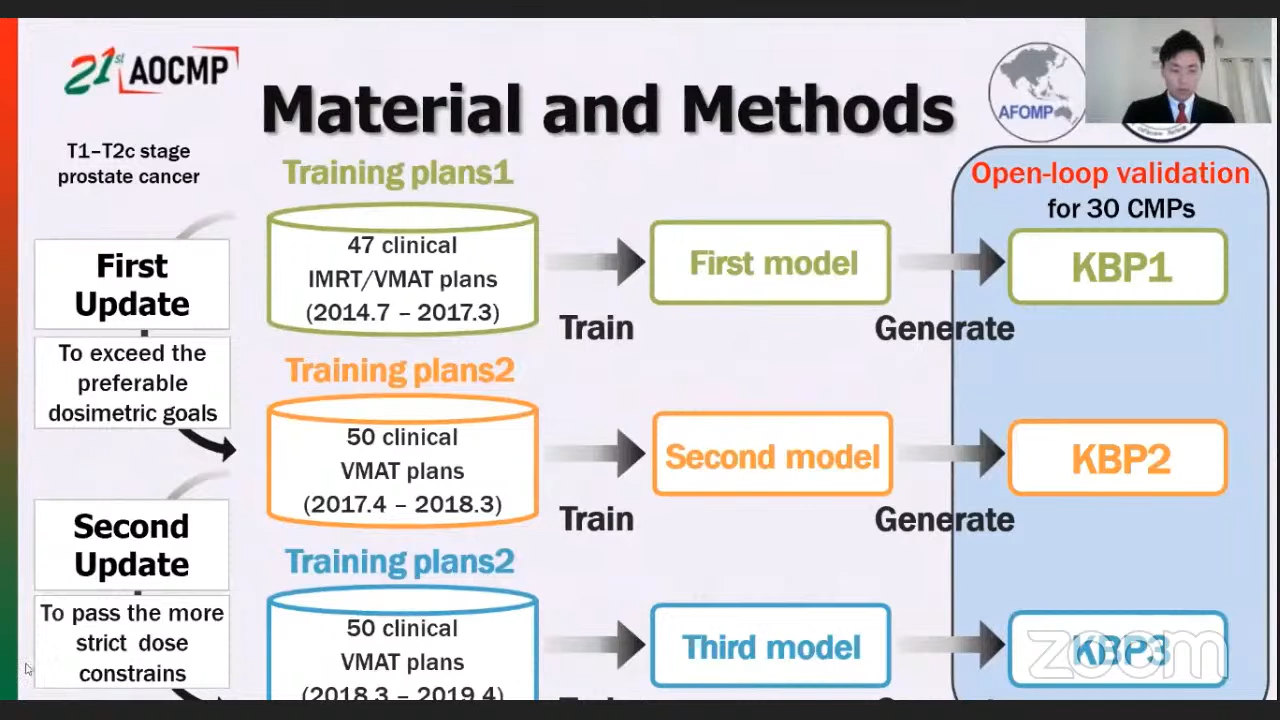 21st AOCMP
Material and Methods
AFOMP
T1–T2c stage
prostate cancer
Training plans1
Open-loop validation
for 30 CMPs
First
Update
47 clinical
IMRT/VMAT plans
(2014.7 – 2017.3)
First model
KBP1
Train
Generate
To exceed the
preferable
dosimetric goals
Training plans2
50 clinical
VMAT plans
(2017.4 – 2018.3)
Second model
KBP2
Train
Generate
Second
Update
Training plans2
To pass the more
strict dose
constrains
50 clinical
VMAT plans
(2018.3 – 2019.4)
Third model
KBP3
zoom